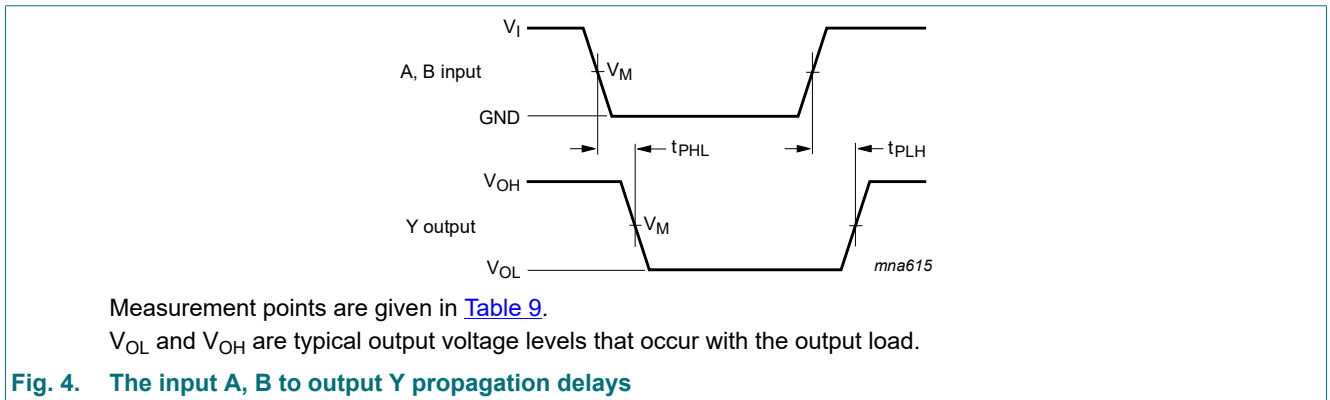 V_I
A, B input
V_M
GND
t_PHL
t_PLH
V_OH
Y output
V_M
V_OL
mna615
Measurement points are given in Table 9.
V_OL and V_OH are typical output voltage levels that occur with the output load.
Fig. 4. The input A, B to output Y propagation delays